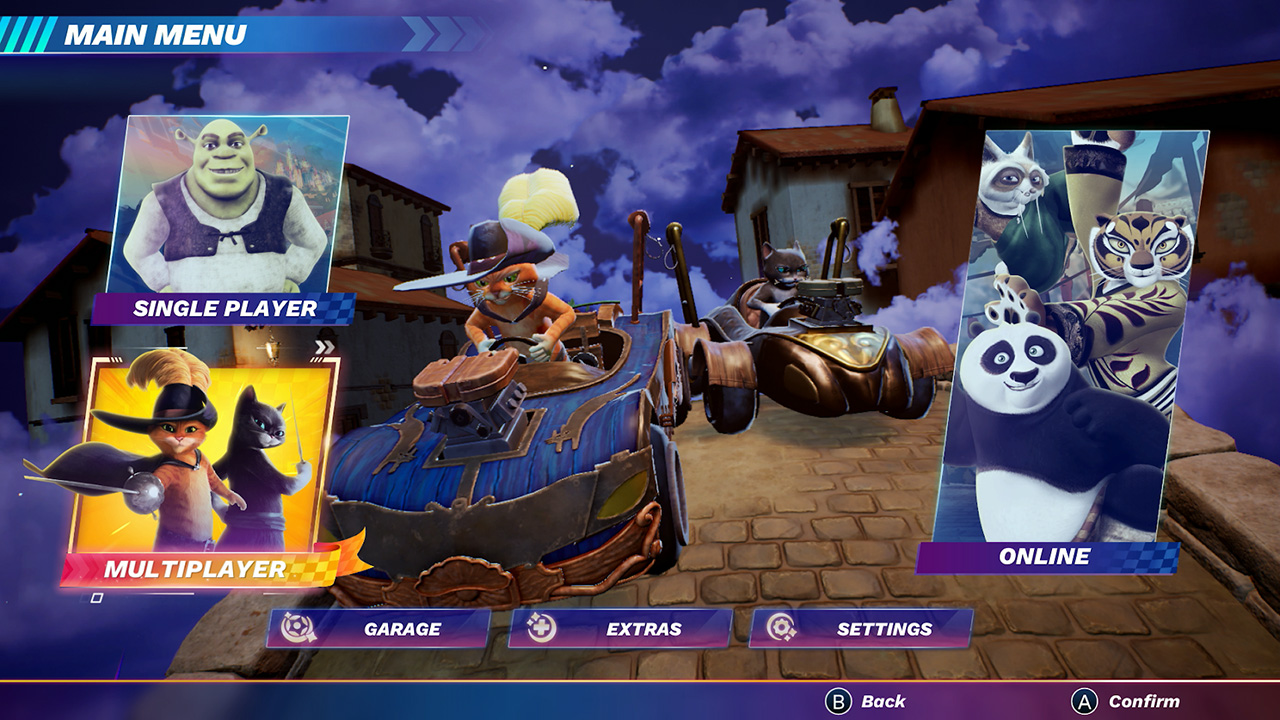 MAIN MENU
SINGLE PLAYER
MULTIPLAYER
ONLINE
GARAGE
EXTRAS
SETTINGS
B Back
A Confirm